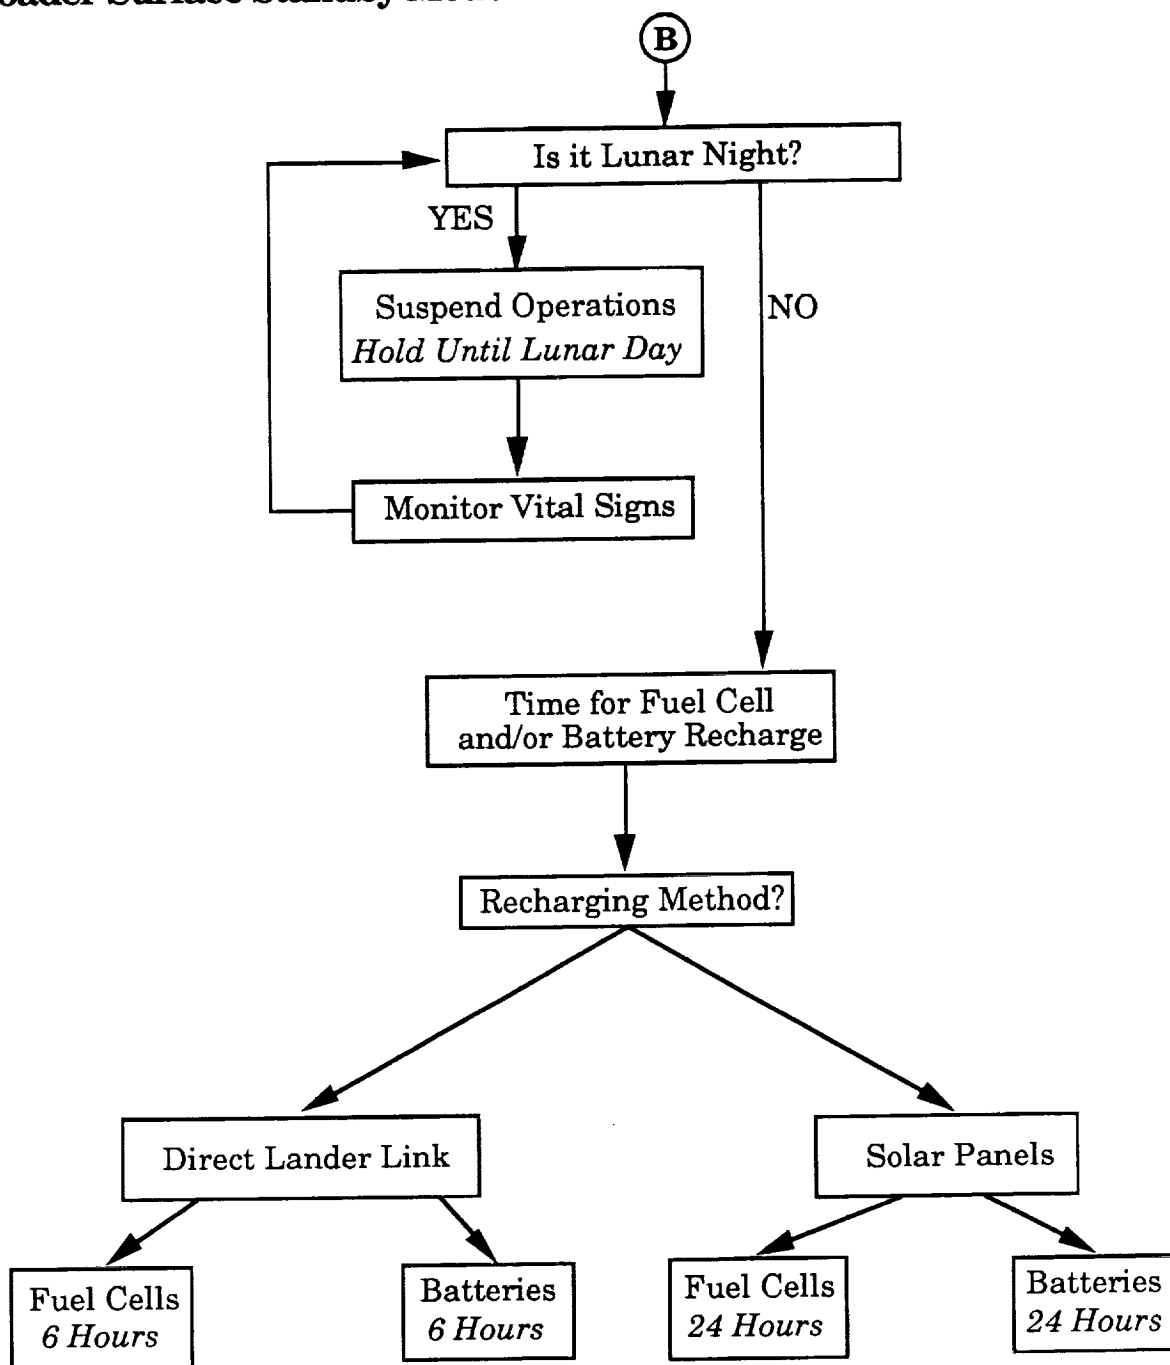 Surface Standby
B
Is it Lunar Night?
YES
Suspend Operations
Hold Until Lunar Day
NO
Monitor Vital Signs
Time for Fuel Cell
and/or Battery Recharge
Recharging Method?
Direct Lander Link
Solar Panels
Fuel Cells
6 Hours
Batteries
6 Hours
Fuel Cells
24 Hours
Batteries
24 Hours